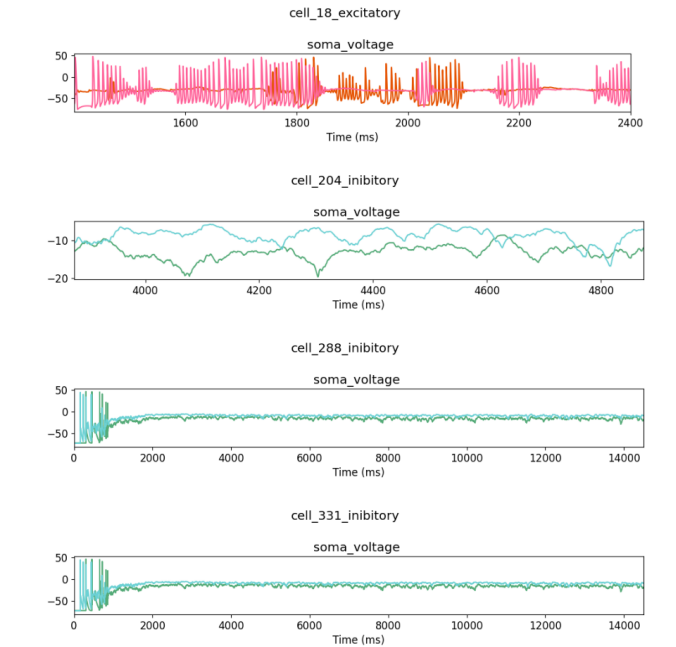 cell_18_excitatory
soma_voltage
50
0
−50
1600 1800 2000 2200 2400
Time (ms)
cell_204_inibitory
soma_voltage
−10
−20
4000 4200 4400 4600 4800
Time (ms)
cell_288_inibitory
soma_voltage
50
0
−50
0 2000 4000 6000 8000 10000 12000 14000
Time (ms)
cell_331_inibitory
soma_voltage
50
0
−50
0 2000 4000 6000 8000 10000 12000 14000
Time (ms)